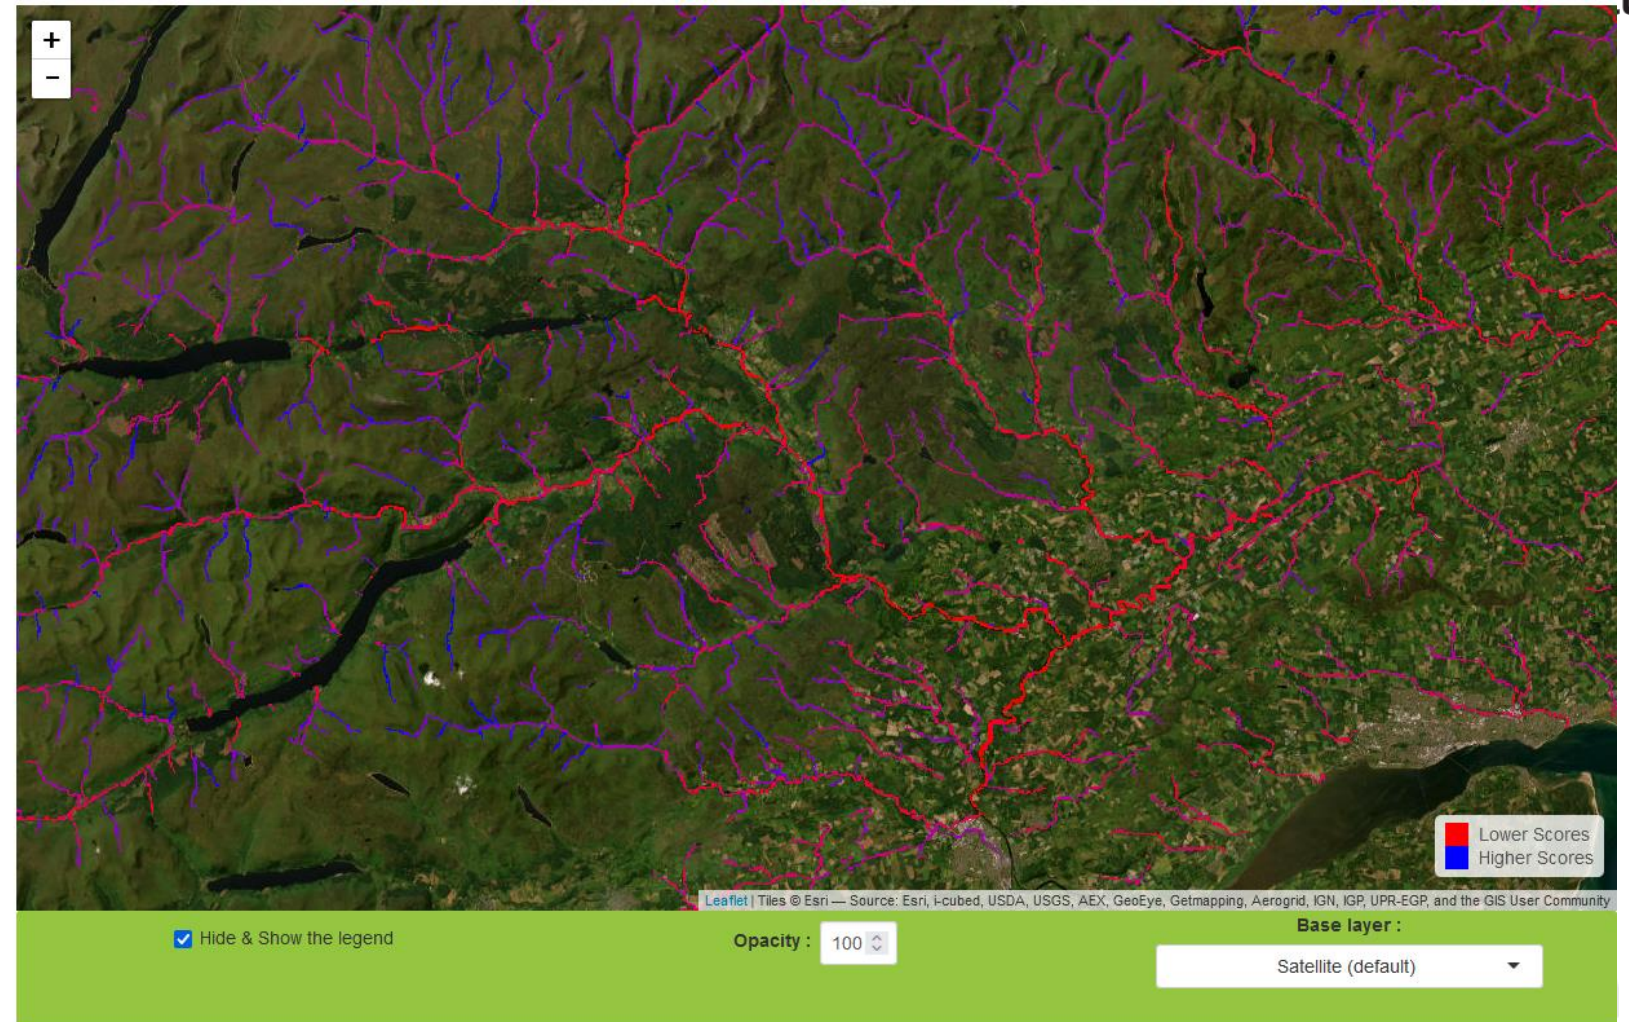 +
−
Lower Scores
Higher Scores
Leaflet | Tiles © Esri — Source: Esri, i-cubed, USDA, USGS, AEX, GeoEye, Getmapping, Aerogrid, IGN, IGP, UPR-EGP, and the GIS User Community
Hide & Show the legend
Opacity :
100
Base layer :
Satellite (default)